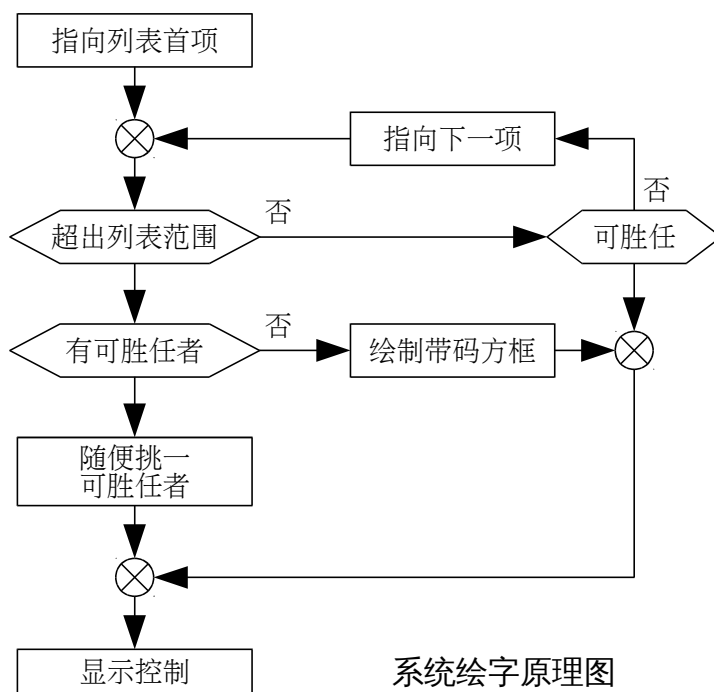 指向列表首项
指向下一项
否
否
超出列表范围
可胜任
否
有可胜任者
绘制带码方框
随便挑一
可胜任者
显示控制
系统绘字原理图